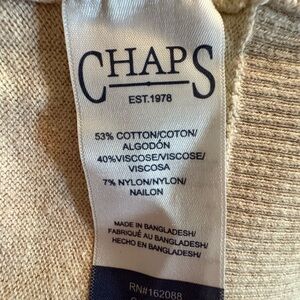 CHAPS
EST.1978
53% COTTON/COTON/
ALGODÓN
40%VISCOSE/VISCOSE/
VISCOSA
7% NYLON/NYLON/
NAILON
MADE IN BANGLADESH/
FABRIQUÉ AU BANGLADESH/
HECHO EN BANGLADESH
RN#162088